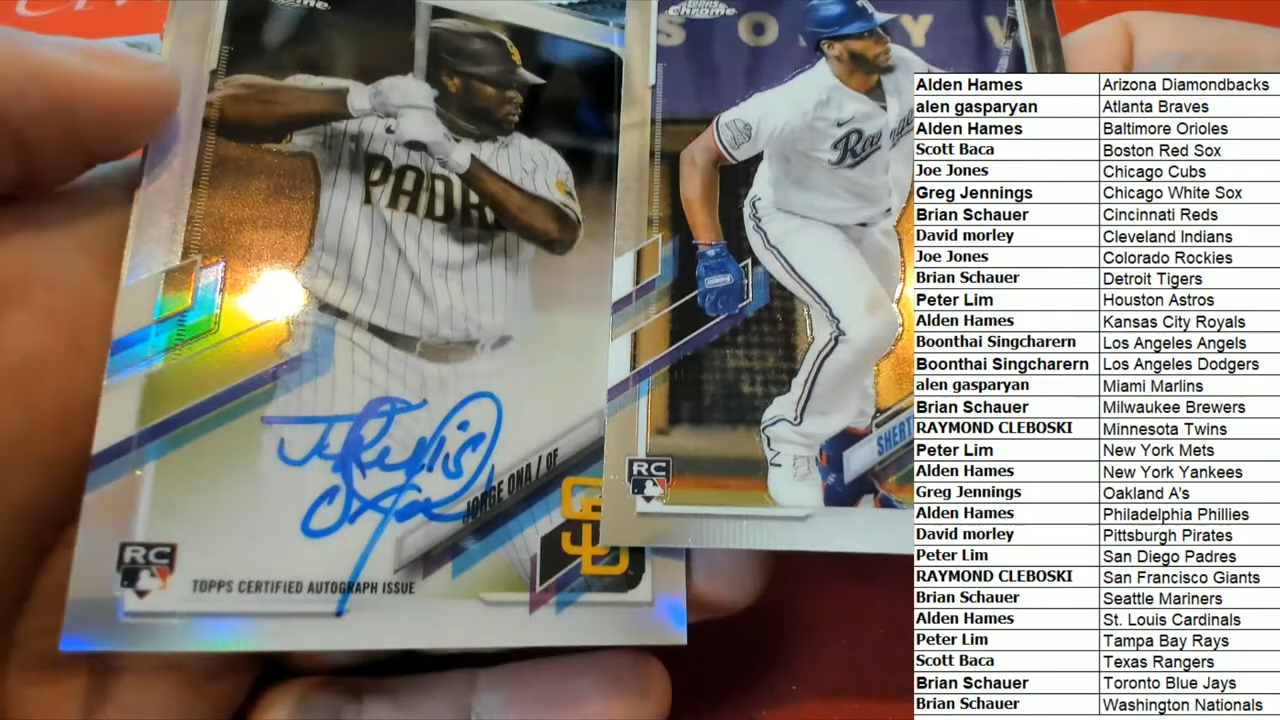 Chrome
Topps
Chrome
S O V
PADR
Rangers
JORGE ONA / OF
SHERT
SD
RC
RC
TOPPS CERTIFIED AUTOGRAPH ISSUE
Alden Hames Arizona Diamondbacks
alen gasparyan Atlanta Braves
Alden Hames Baltimore Orioles
Scott Baca Boston Red Sox
Joe Jones Chicago Cubs
Greg Jennings Chicago White Sox
Brian Schauer Cincinnati Reds
David morley Cleveland Indians
Joe Jones Colorado Rockies
Brian Schauer Detroit Tigers
Peter Lim Houston Astros
Alden Hames Kansas City Royals
Boonthai Singcharern Los Angeles Angels
Boonthai Singcharern Los Angeles Dodgers
alen gasparyan Miami Marlins
Brian Schauer Milwaukee Brewers
RAYMOND CLEBOSKI Minnesota Twins
Peter Lim New York Mets
Alden Hames New York Yankees
Greg Jennings Oakland A's
Alden Hames Philadelphia Phillies
David morley Pittsburgh Pirates
Peter Lim San Diego Padres
RAYMOND CLEBOSKI San Francisco Giants
Brian Schauer Seattle Mariners
Alden Hames St. Louis Cardinals
Peter Lim Tampa Bay Rays
Scott Baca Texas Rangers
Brian Schauer Toronto Blue Jays
Brian Schauer Washington Nationals